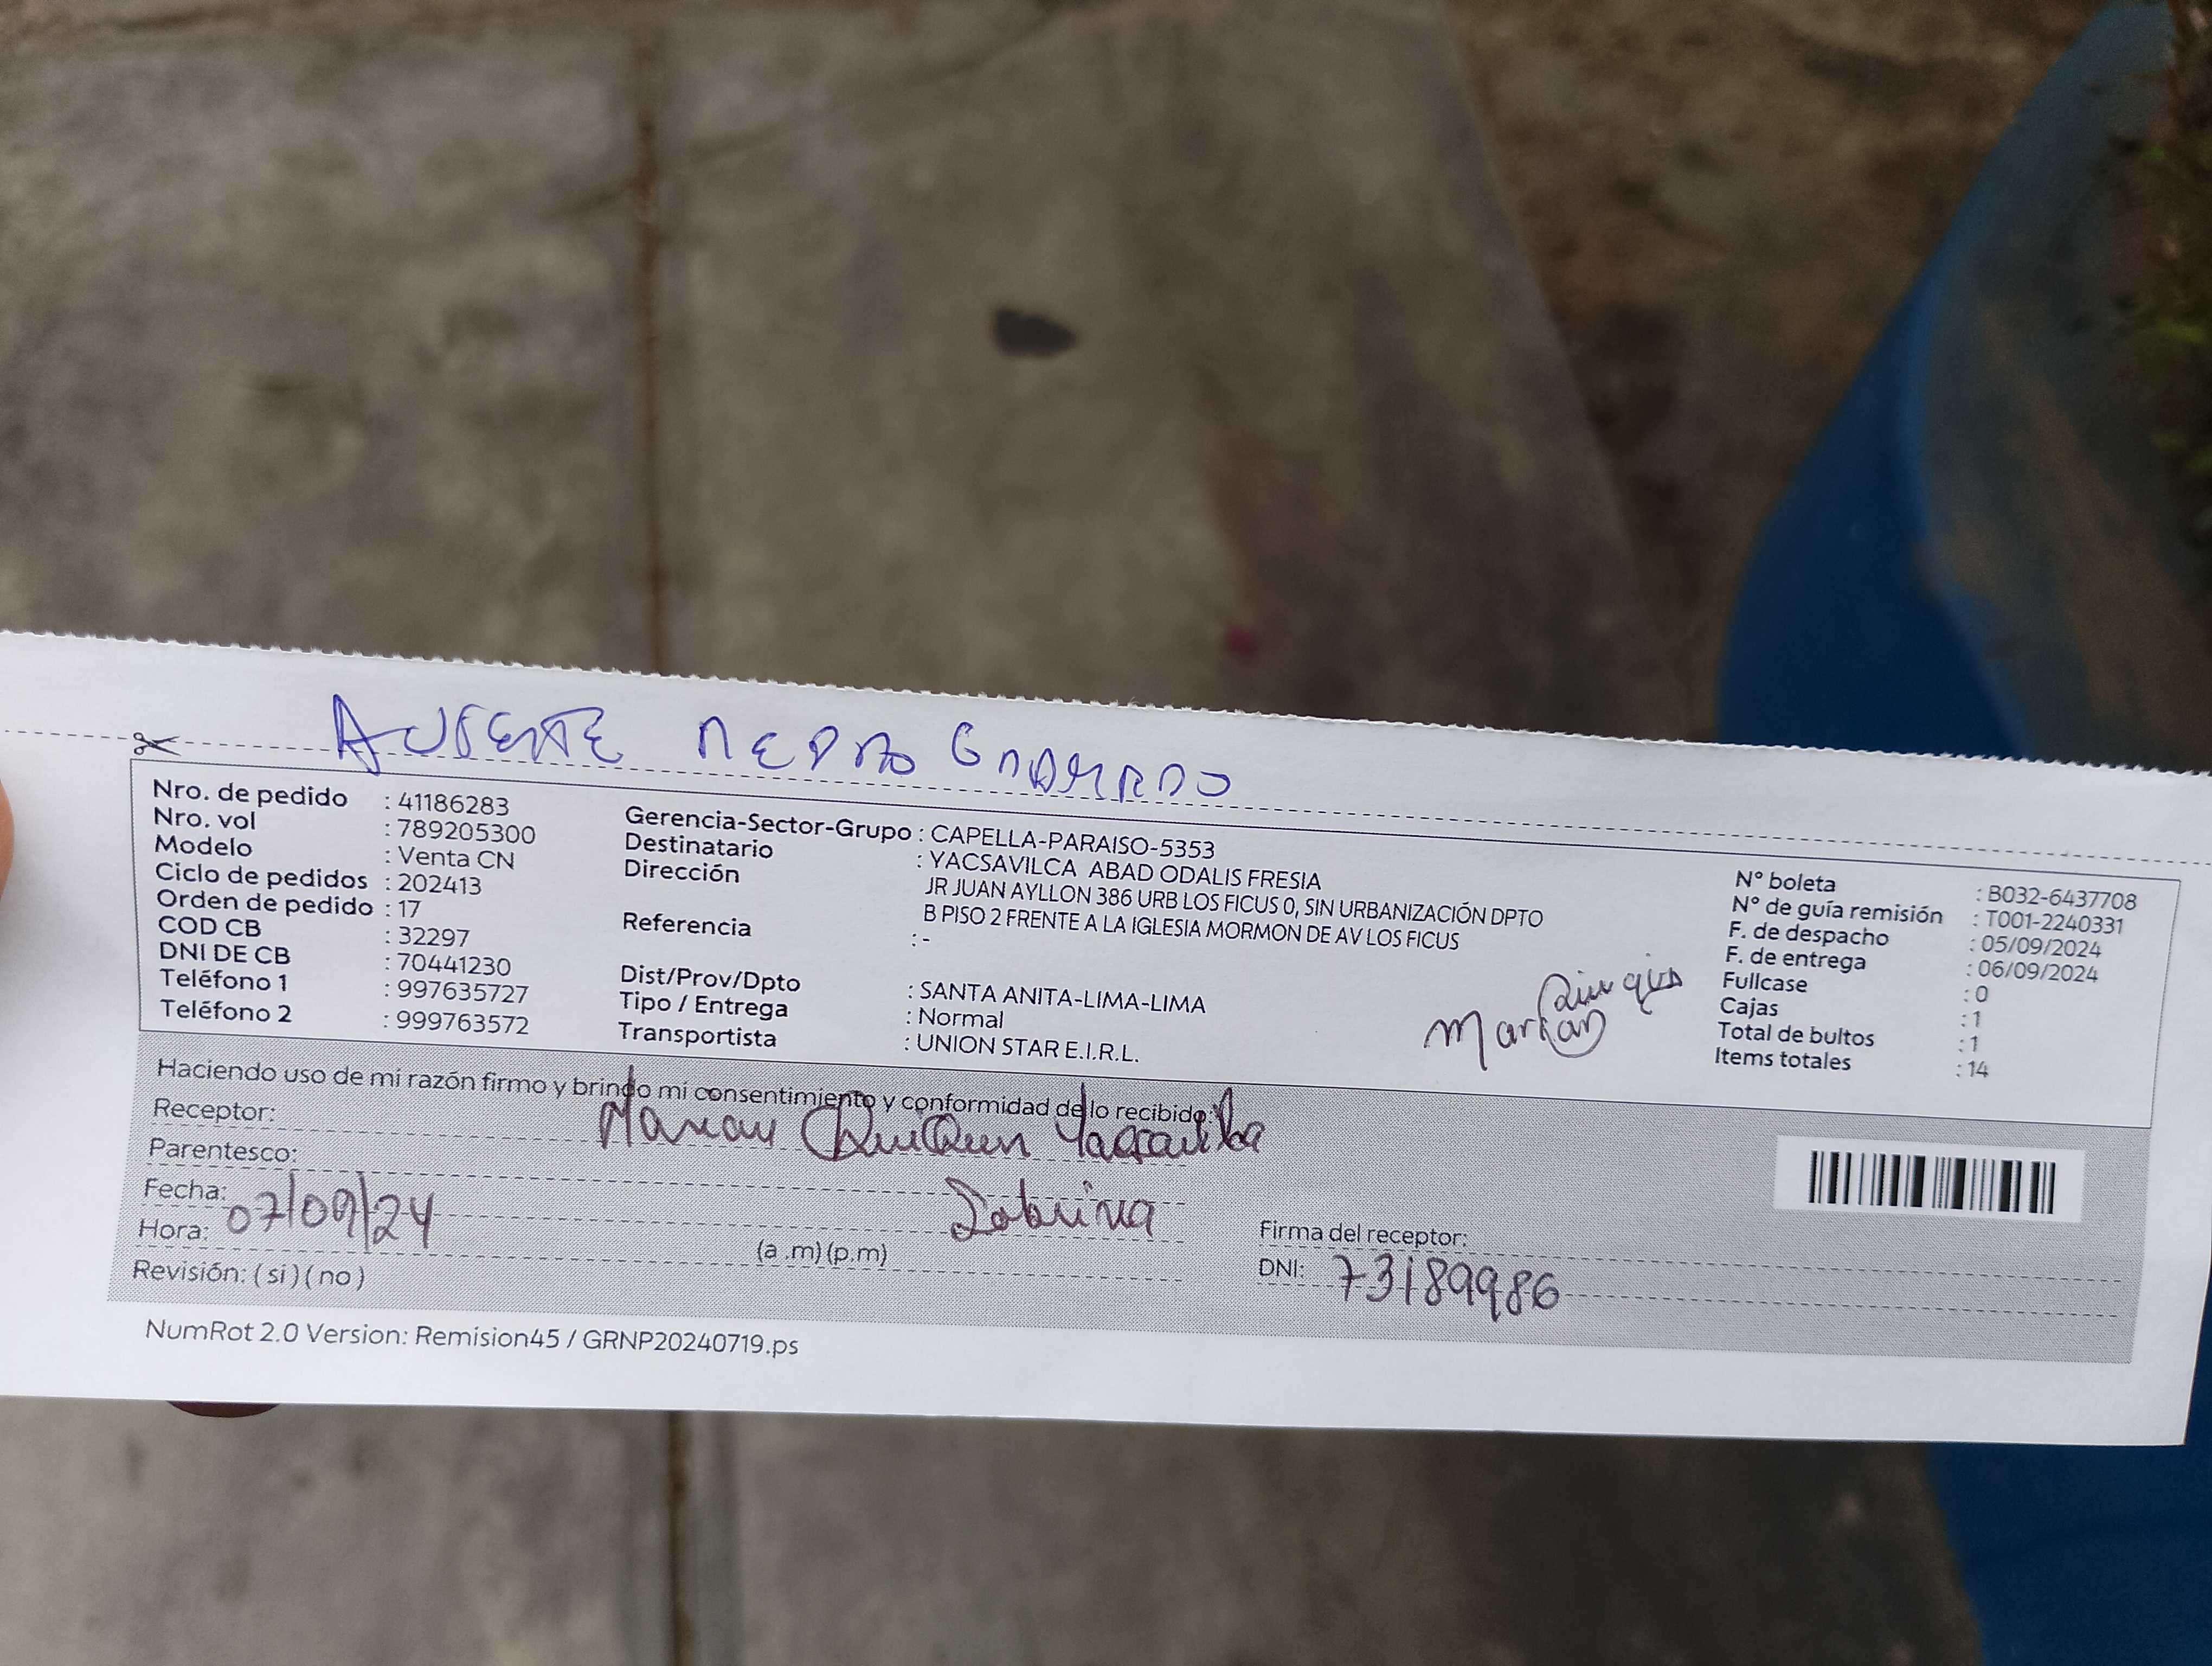 AUSENTE
Nro. de pedido : 41186283
Nro. vol : 789205300
Modelo : Venta CN
Ciclo de pedidos : 202413
Orden de pedido : 17
COD CB : 32297
DNI DE CB : 70441230
Teléfono 1 : 997635727
Teléfono 2 : 999763572
Gerencia-Sector-Grupo : CAPELLA-PARAISO-5353
Destinatario : YACSAVILCA ABAD ODALIS FRESIA
Dirección JR JUAN AYLLON 386 URB LOS FICUS 0, SIN URBANIZACIÓN DPTO
B PISO 2 FRENTE A LA IGLESIA MORMON DE AV LOS FICUS
Referencia : -
Dist/Prov/Dpto : SANTA ANITA-LIMA-LIMA
Tipo / Entrega : Normal
Transportista : UNION STAR E.I.R.L.
N° boleta : B032-6437708
N° de guía remisión : T001-2240331
F. de despacho : 05/09/2024
F. de entrega : 06/09/2024
Fullcase : 0
Cajas : 1
Total de bultos : 1
Items totales : 14
Marian
Haciendo uso de mi razón firmo y brindo mi consentimiento y conformidad de lo recibido:
Receptor: Marian Yacsavilca
Parentesco: Sobrina
Fecha: 07/09/24
Hora: (a .m) (p.m)
Revisión: ( si ) ( no )
Firma del receptor:
DNI: 73189986
NumRot 2.0 Version: Remision45 / GRNP20240719.ps